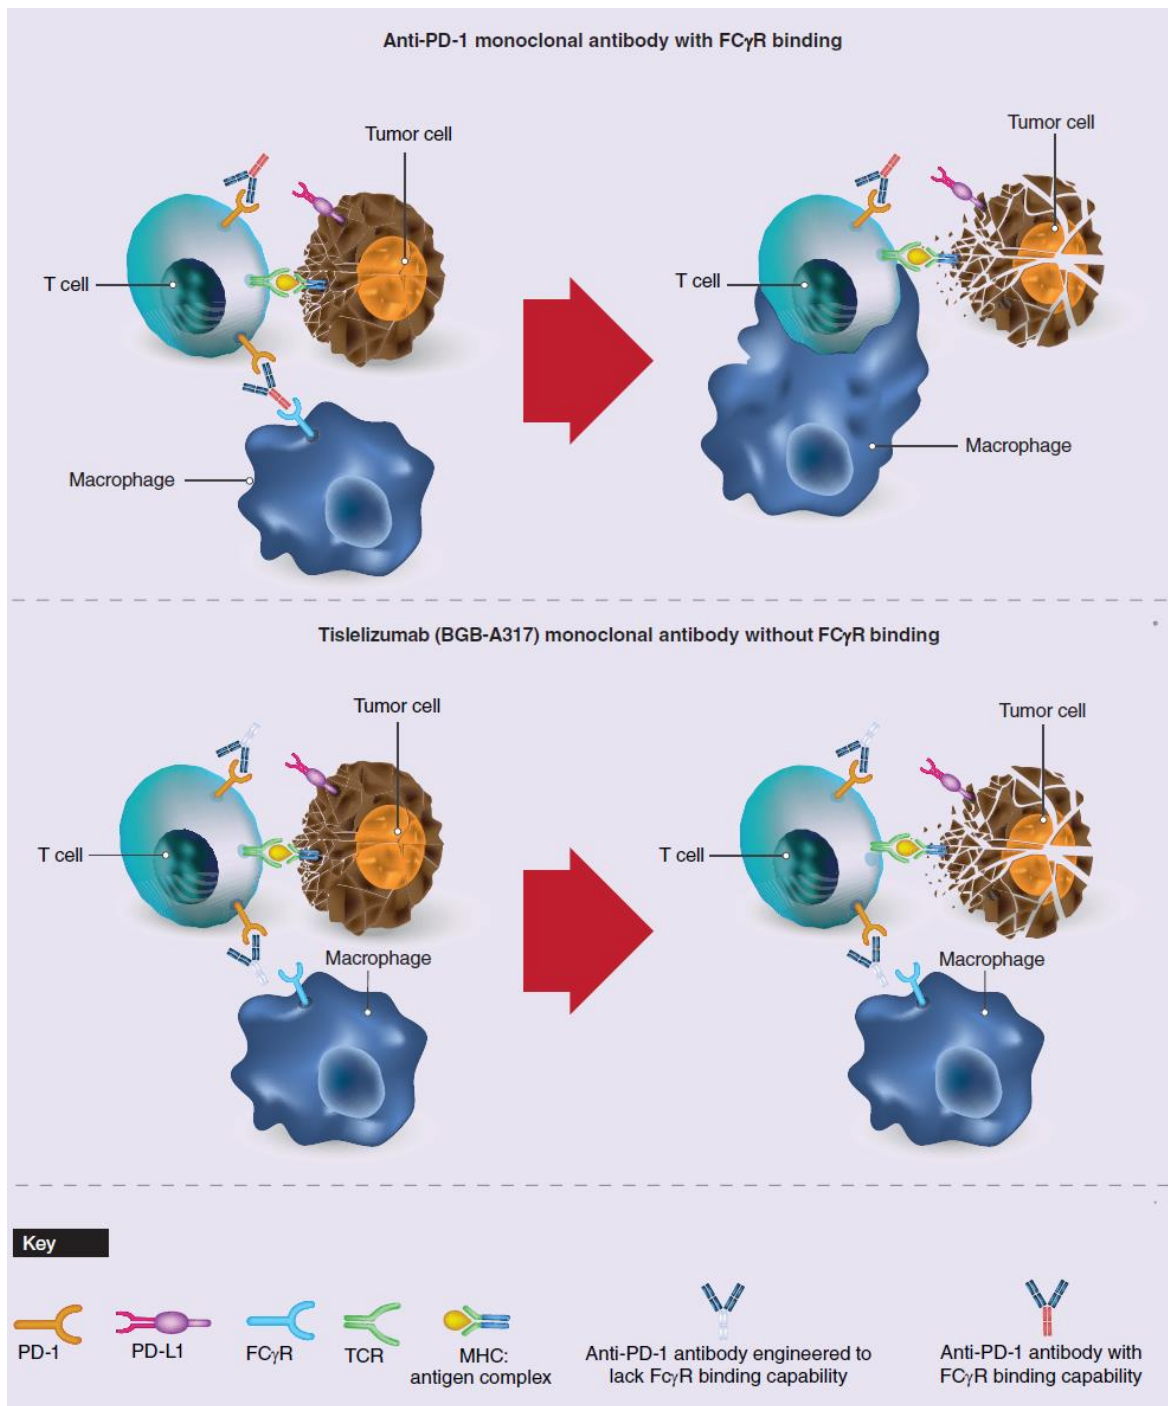 Anti-PD-1 monoclonal antibody with FCγR binding
Tumor cell
Tumor cell
T cell
T cell
Macrophage
Macrophage
Tislelizumab (BGB-A317) monoclonal antibody without FCγR binding
Tumor cell
Tumor cell
T cell
T cell
Macrophage
Macrophage
Key
PD-1
PD-L1
FCγR
TCR
MHC:
antigen complex
Anti-PD-1 antibody engineered to
lack FcγR binding capability
Anti-PD-1 antibody with
FCγR binding capability